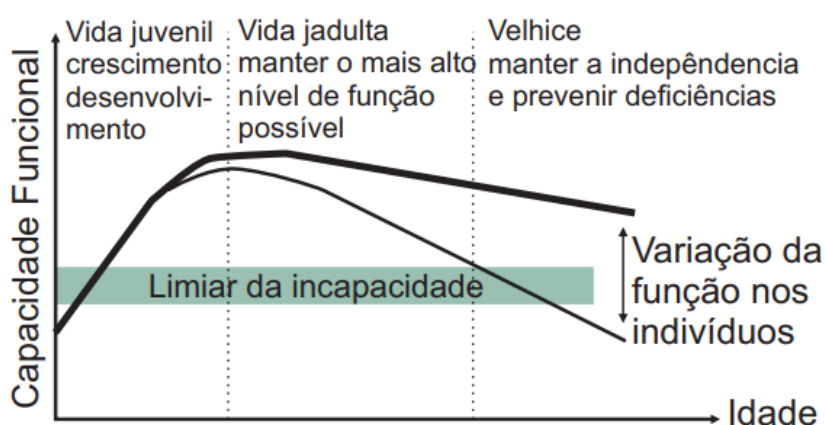 Capacidade Funcional
Vida juvenil
crescimento
desenvolvi-
mento
Vida jadulta
manter o mais alto
nível de função
possível
Velhice
manter a indepêndencia
e prevenir deficiências
Limiar da incapacidade
Variação da
função nos
indivíduos
Idade